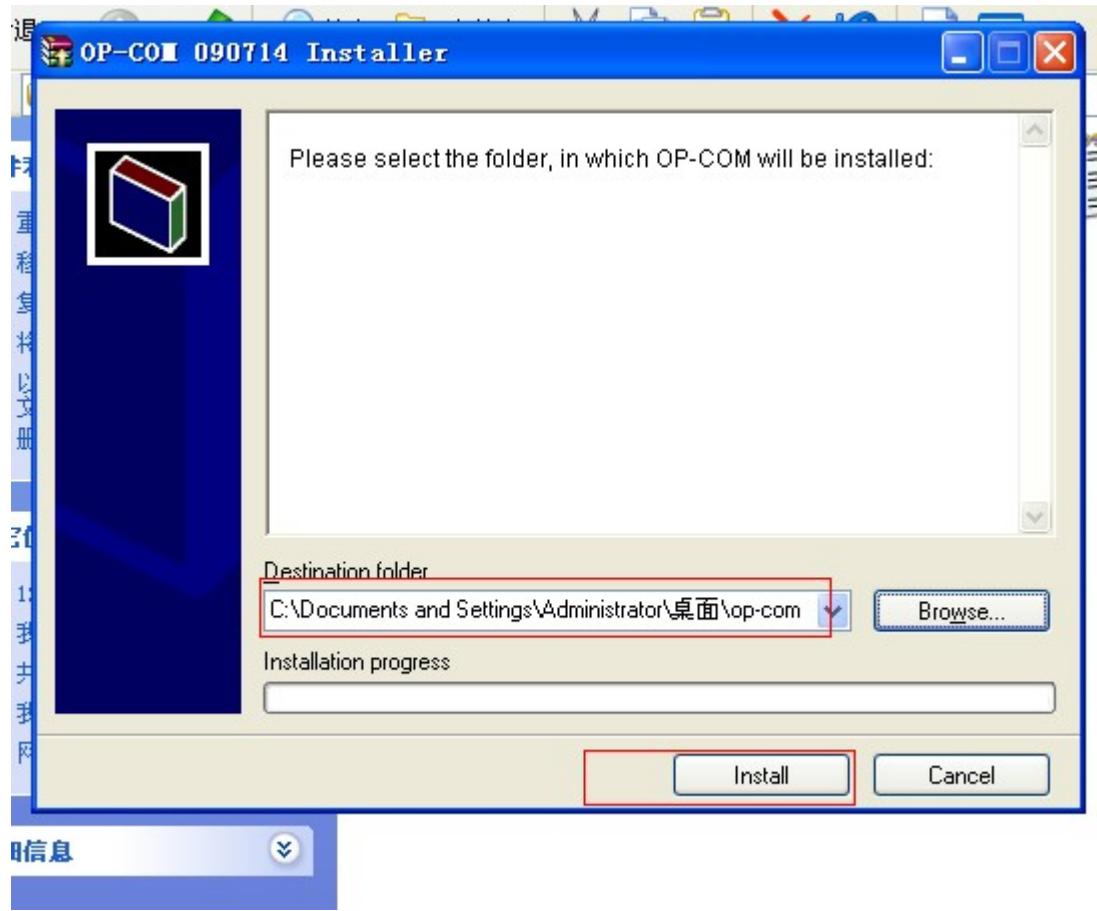 OP-COM 090714 Installer
Please select the folder, in which OP-COM will be installed:
Destination folder
C:\Documents and Settings\Administrator\桌面\op-com
Browse...
Installation progress
Install
Cancel
信息